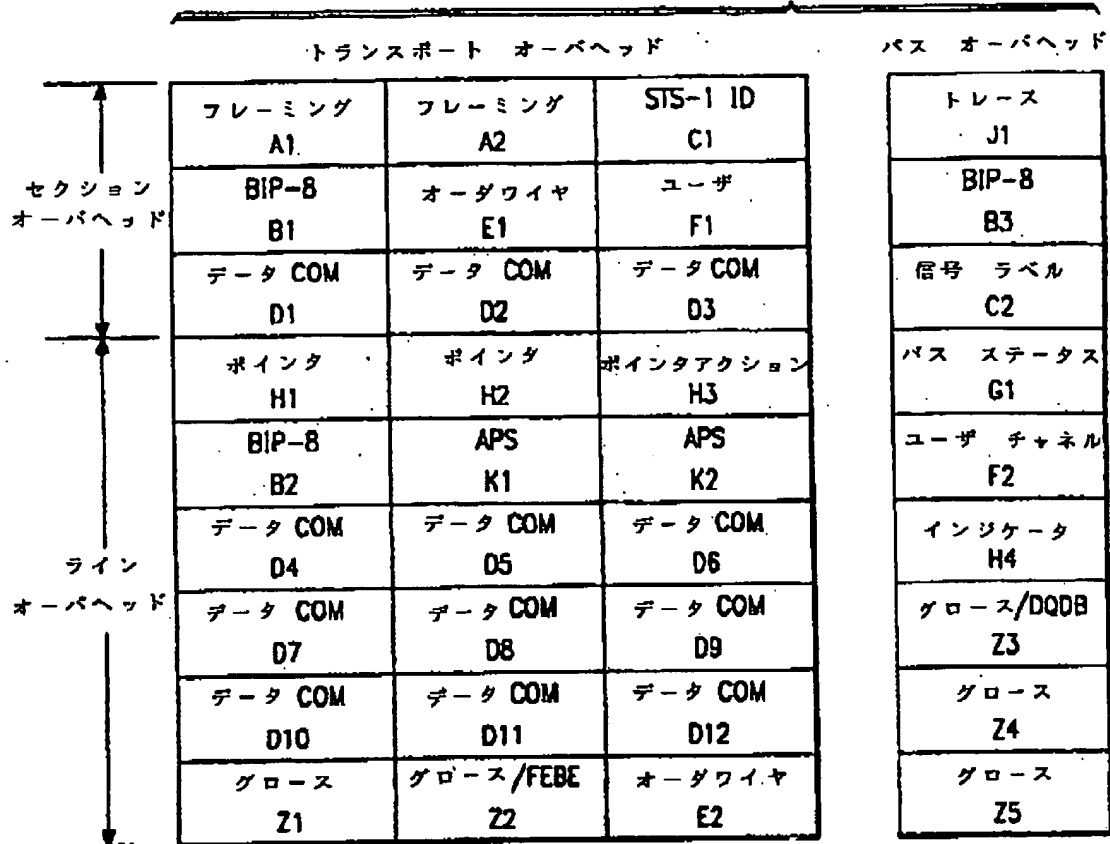 トランスポート オーバヘッド
パス オーバヘッド
セクション
オーバヘッド
ライン
オーバヘッド
フレーミング フレーミング STS-1 ID トレース
A1 A2 C1 J1
BIP-8 オーダワイヤ ユーザ BIP-8
B1 E1 F1 B3
データ COM データ COM データ COM 信号 ラベル
D1 D2 D3 C2
ポインタ ポインタ ポインタアクション パス ステータス
H1 H2 H3 G1
BIP-8 APS APS ユーザ チャネル
B2 K1 K2 F2
データ COM データ COM データ COM インジケータ
D4 D5 D6 H4
データ COM データ COM データ COM グロース/DQDB
D7 D8 D9 Z3
データ COM データ COM データ COM グロース
D10 D11 D12 Z4
グロース グロース/FEBE オーダワイヤ グロース
Z1 Z2 E2 Z5